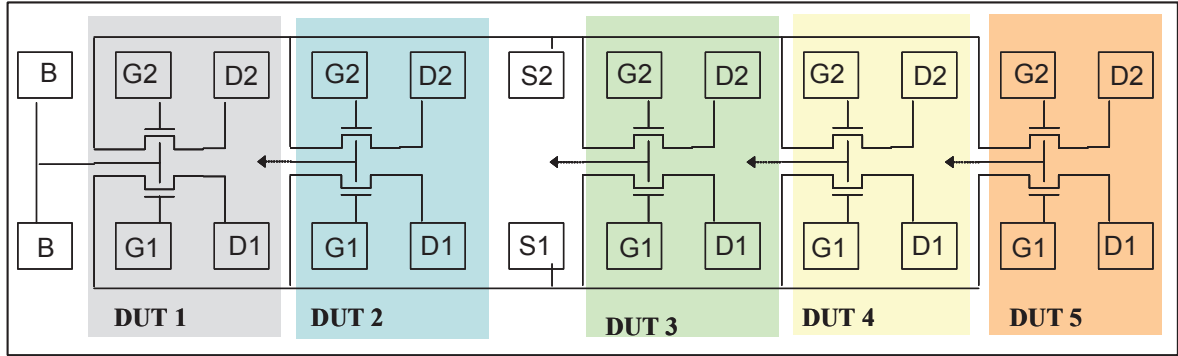 B G2 D2 G2 D2 S2 G2 D2 G2 D2 G2 D2
B G1 D1 G1 D1 S1 G1 D1 G1 D1 G1 D1
DUT 1 DUT 2 DUT 3 DUT 4 DUT 5